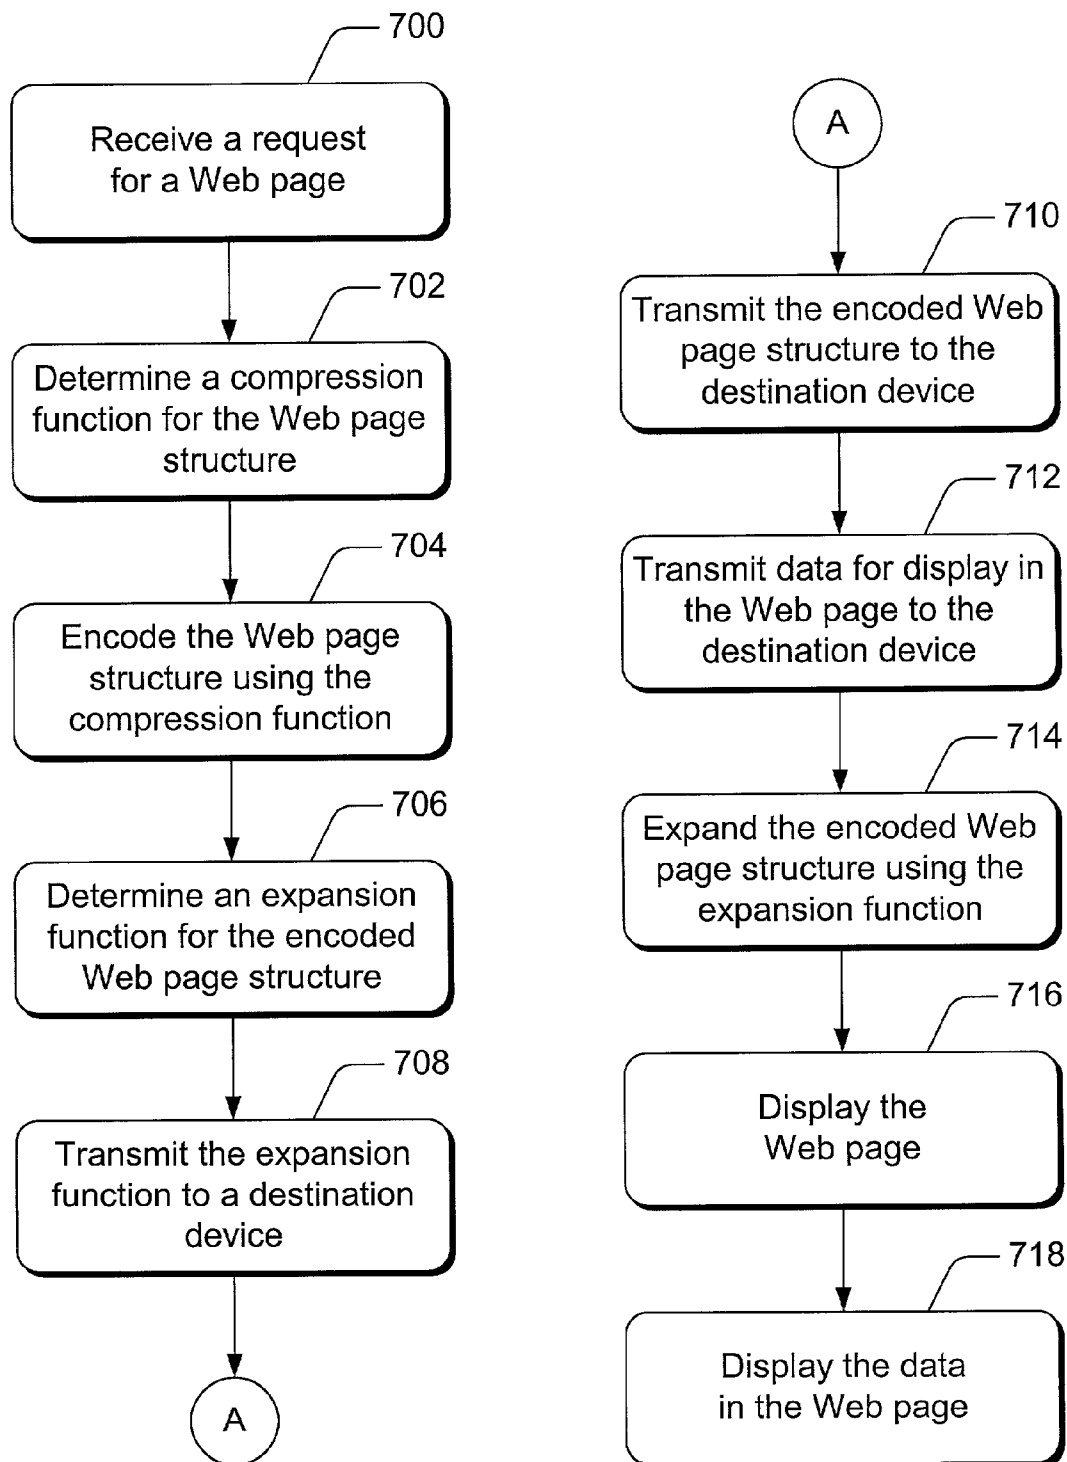 700
Receive a request
for a Web page
702
Determine a compression
function for the Web page
structure
704
Encode the Web page
structure using the
compression function
706
Determine an expansion
function for the encoded
Web page structure
708
Transmit the expansion
function to a destination
device
A
A
710
Transmit the encoded Web
page structure to the
destination device
712
Transmit data for display in
the Web page to the
destination device
714
Expand the encoded Web
page structure using the
expansion function
716
Display the
Web page
718
Display the data
in the Web page